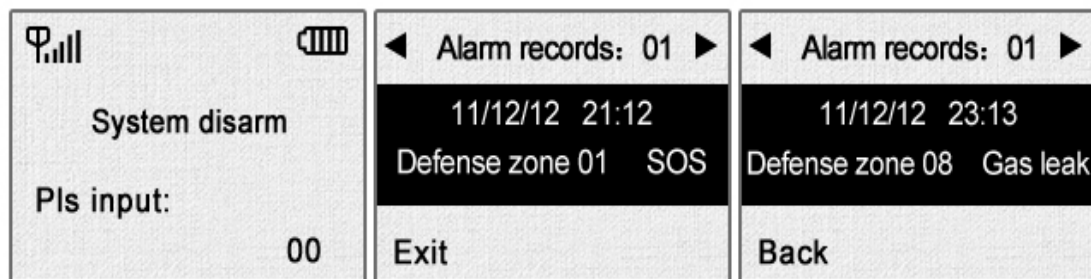 System disarm
Pls input:
00
Alarm records: 01
11/12/12 21:12
Defense zone 01 SOS
Exit
Alarm records: 01
11/12/12 23:13
Defense zone 08 Gas leak
Back